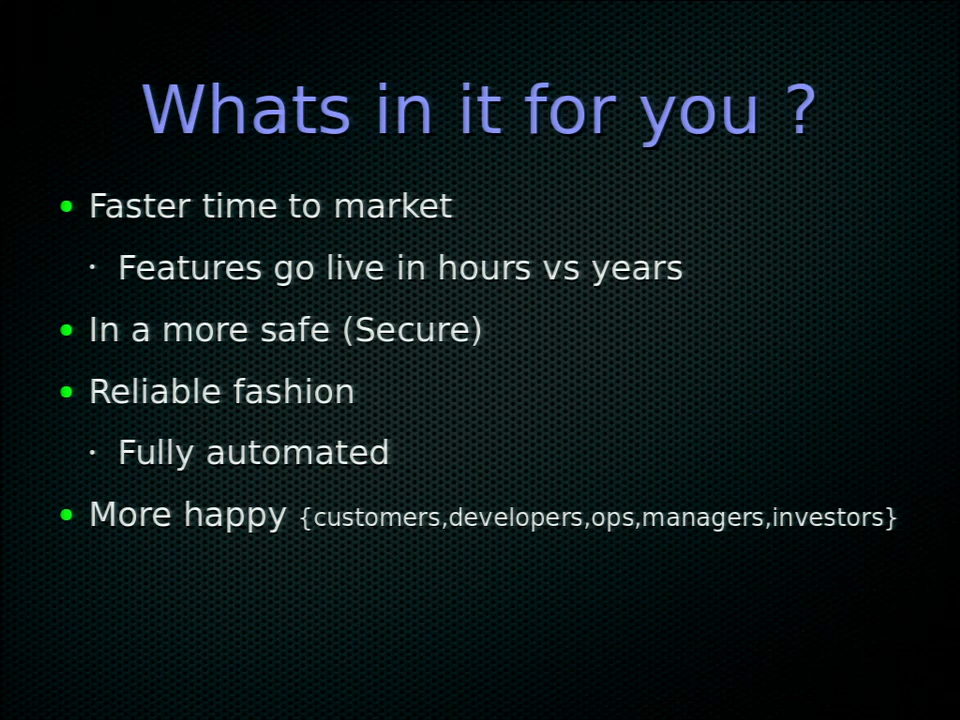 Whats in it for you ?
• Faster time to market
• Features go live in hours vs years
• In a more safe (Secure)
• Reliable fashion
• Fully automated
• More happy {customers,developers,ops,managers,investors}